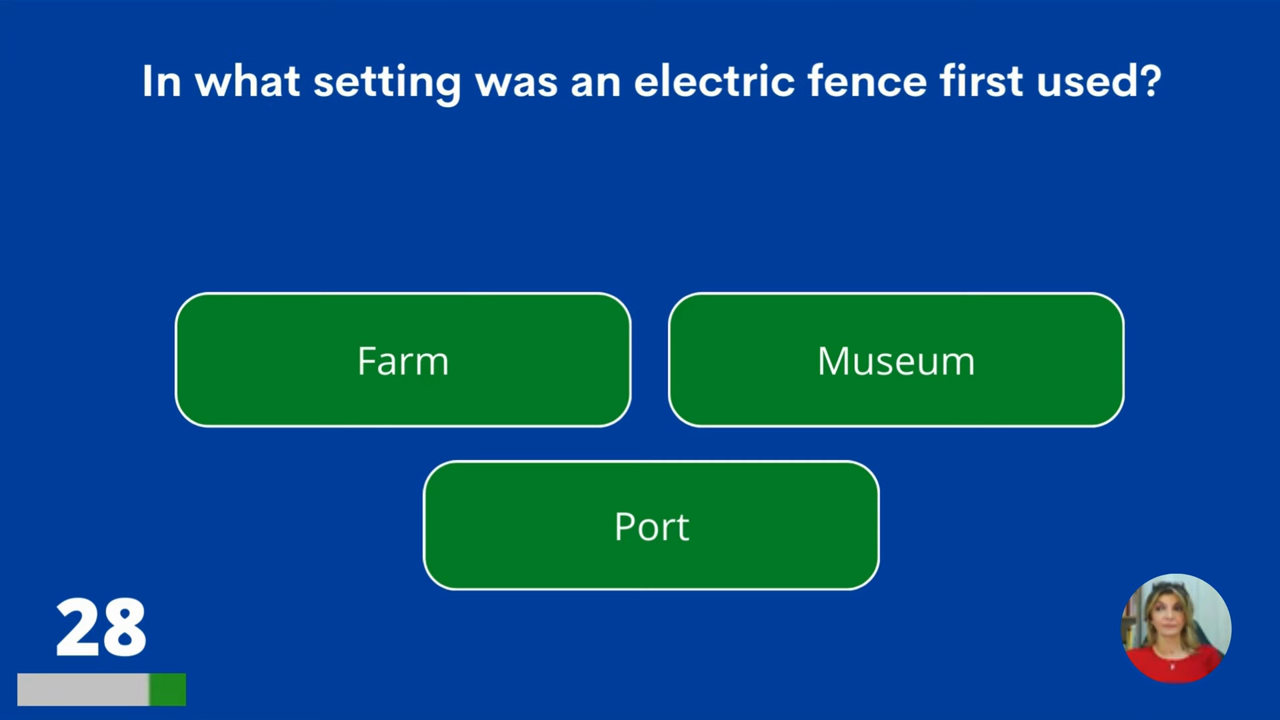 In what setting was an electric fence first used?
Farm
Museum
Port
28